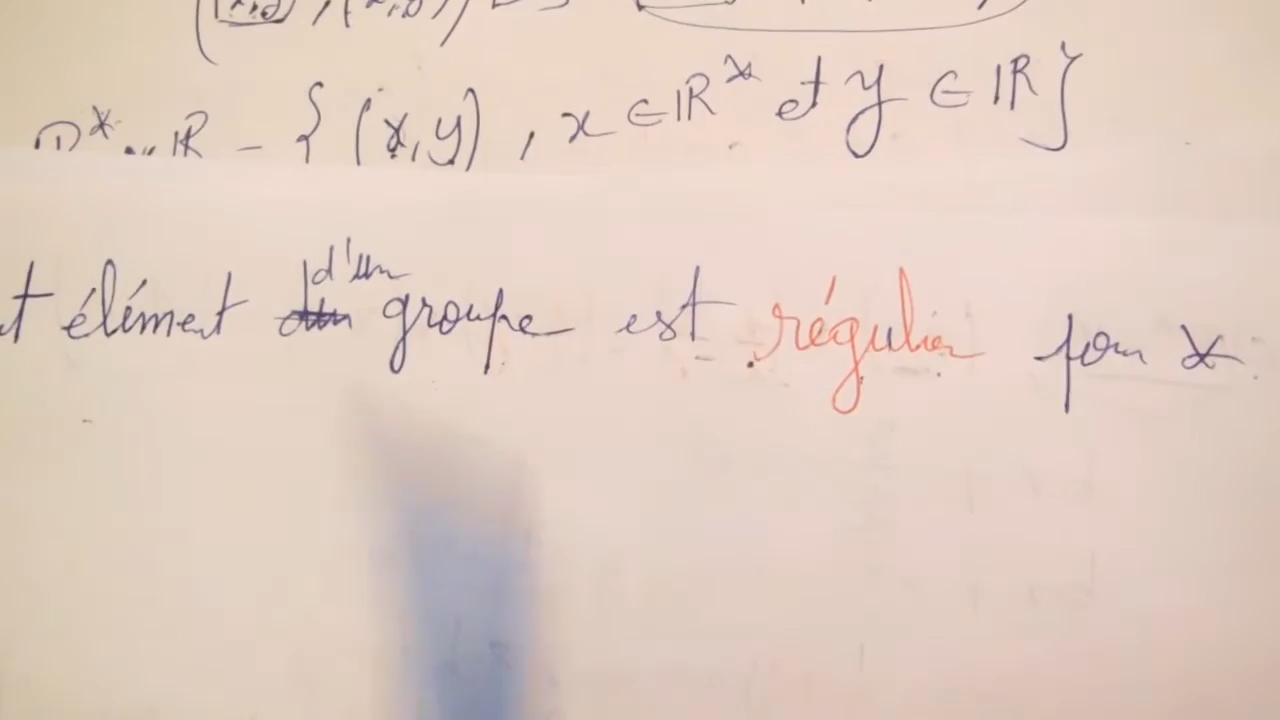 (x,y), (x,y)
ℝ* × ℝ = { (x,y) , x ∈ ℝ* et y ∈ ℝ }
t élément d'un groupe est régulier pour *